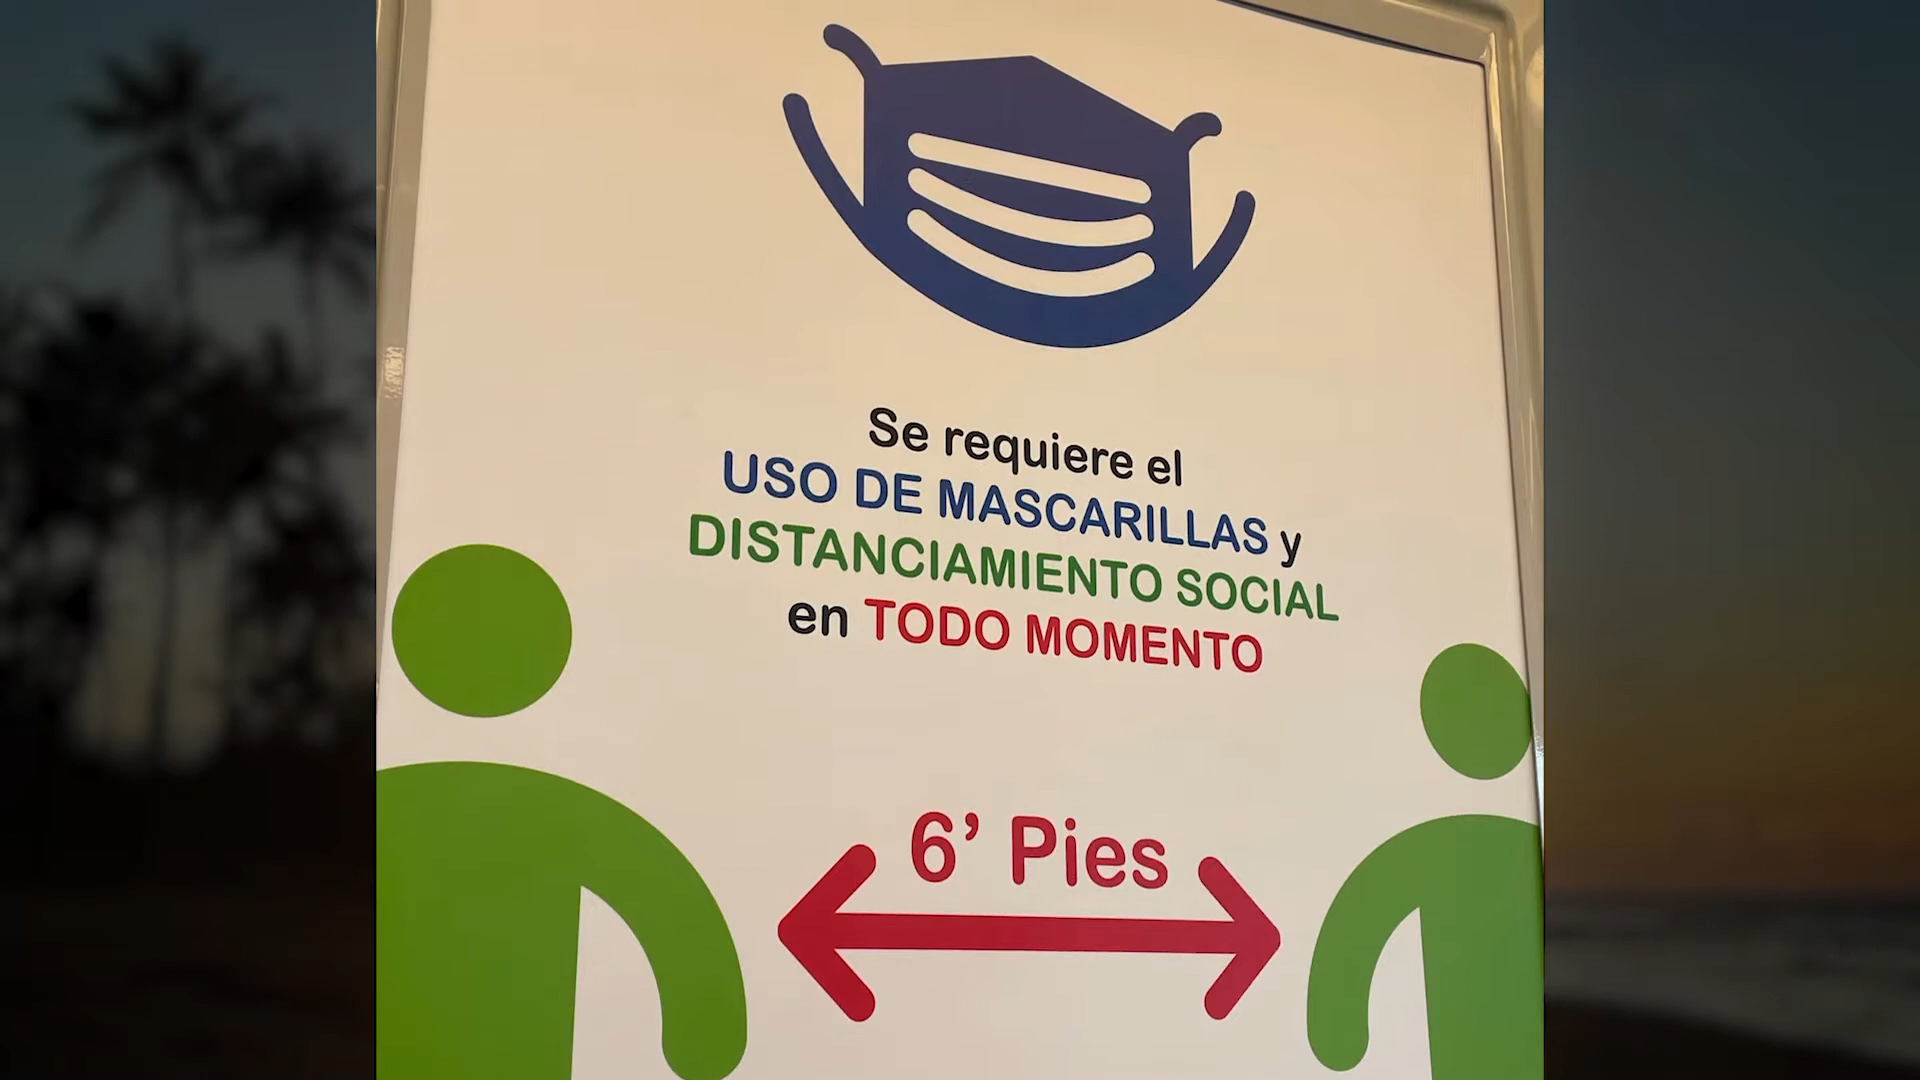 Se requiere el
USO DE MASCARILLAS y
DISTANCIAMIENTO SOCIAL
en TODO MOMENTO
6’ Pies